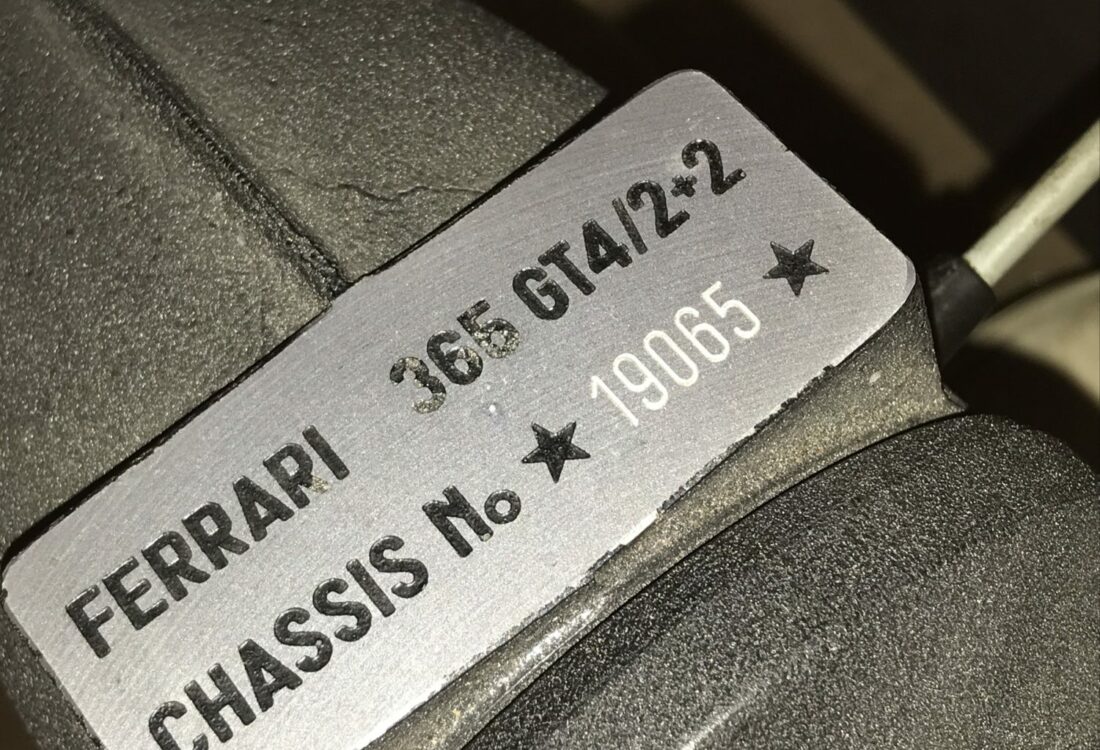 FERRARI 365 GT4/2+2
CHASSIS No ★ 19065 ★